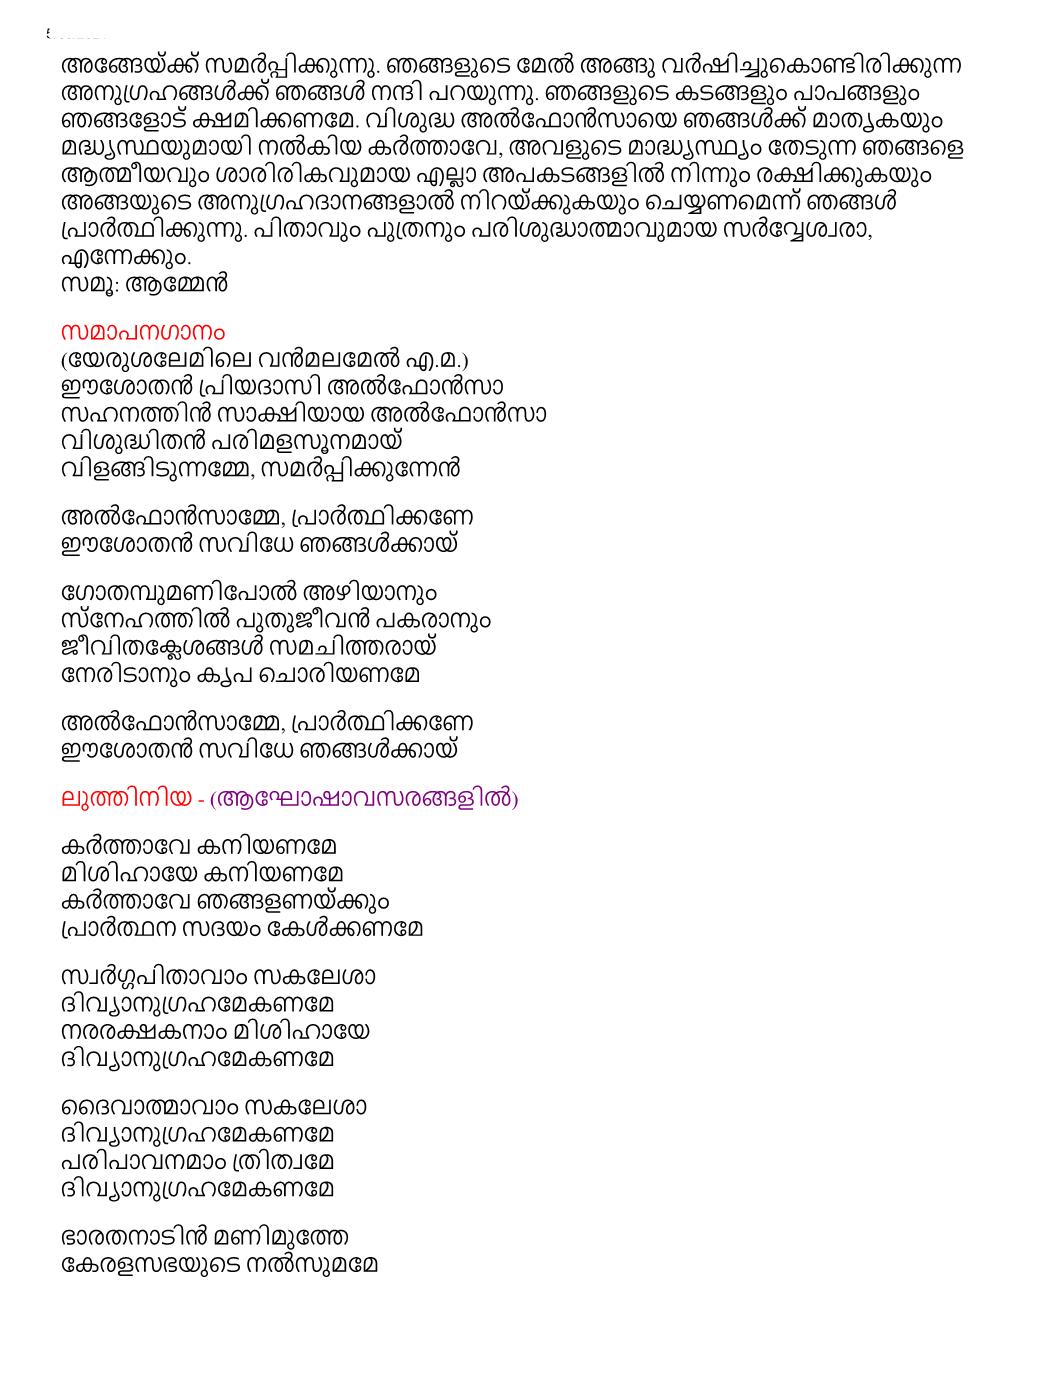 അങ്ങേയ്ക്ക് സമർപ്പിക്കുന്നു. ഞങ്ങളുടെ മേൽ അങ്ങു വർഷിച്ചുകൊണ്ടിരിക്കുന്ന
അനുഗ്രഹങ്ങൾക്ക് ഞങ്ങൾ നന്ദി പറയുന്നു. ഞങ്ങളുടെ കടങ്ങളും പാപങ്ങളും
ഞങ്ങളോട് ക്ഷമിക്കണമേ. വിശുദ്ധ അൽഫോൻസായെ ഞങ്ങൾക്ക് മാതൃകയും
മദ്ധ്യസ്ഥയുമായി നൽകിയ കർത്താവേ, അവളുടെ മാദ്ധ്യസ്ഥ്യം തേടുന്ന ഞങ്ങളെ
ആത്മീയവും ശാരിരികവുമായ എല്ലാ അപകടങ്ങളിൽ നിന്നും രക്ഷിക്കുകയും
അങ്ങയുടെ അനുഗ്രഹദാനങ്ങളാൽ നിറയ്ക്കുകയും ചെയ്യണമെന്ന് ഞങ്ങൾ
പ്രാർത്ഥിക്കുന്നു. പിതാവും പുത്രനും പരിശുദ്ധാത്മാവുമായ സർവ്വേശ്വരാ,
എന്നേക്കും.
സമൂ: ആമ്മേൻ
സമാപനഗാനം
(യേരുശലേമിലെ വൻമലമേൽ എ.മ.)
ഈശോതൻ പ്രിയദാസി അൽഫോൻസാ
സഹനത്തിൻ സാക്ഷിയായ അൽഫോൻസാ
വിശുദ്ധിതൻ പരിമളസൂനമായ്
വിളങ്ങിടുന്നമ്മേ, സമർപ്പിക്കുന്നേൻ
അൽഫോൻസാമ്മേ, പ്രാർത്ഥിക്കണേ
ഈശോതൻ സവിധേ ഞങ്ങൾക്കായ്
ഗോതമ്പുമണിപോൽ അഴിയാനും
സ്നേഹത്തിൽ പുതുജീവൻ പകരാനും
ജീവിതക്ലേശങ്ങൾ സമചിത്തരായ്
നേരിടാനും കൃപ ചൊരിയണമേ
അൽഫോൻസാമ്മേ, പ്രാർത്ഥിക്കണേ
ഈശോതൻ സവിധേ ഞങ്ങൾക്കായ്
ലുത്തിനിയ - (ആഘോഷാവസരങ്ങളിൽ)
കർത്താവേ കനിയണമേ
മിശിഹായേ കനിയണമേ
കർത്താവേ ഞങ്ങളണയ്ക്കും
പ്രാർത്ഥന സദയം കേൾക്കണമേ
സ്വർഗ്ഗപിതാവാം സകലേശാ
ദിവ്യാനുഗ്രഹമേകണമേ
നരരക്ഷകനാം മിശിഹായേ
ദിവ്യാനുഗ്രഹമേകണമേ
ദൈവാത്മാവാം സകലേശാ
ദിവ്യാനുഗ്രഹമേകണമേ
പരിപാവനമാം ത്രിത്വമേ
ദിവ്യാനുഗ്രഹമേകണമേ
ഭാരതനാടിൻ മണിമുത്തേ
കേരളസഭയുടെ നൽസുമമേ